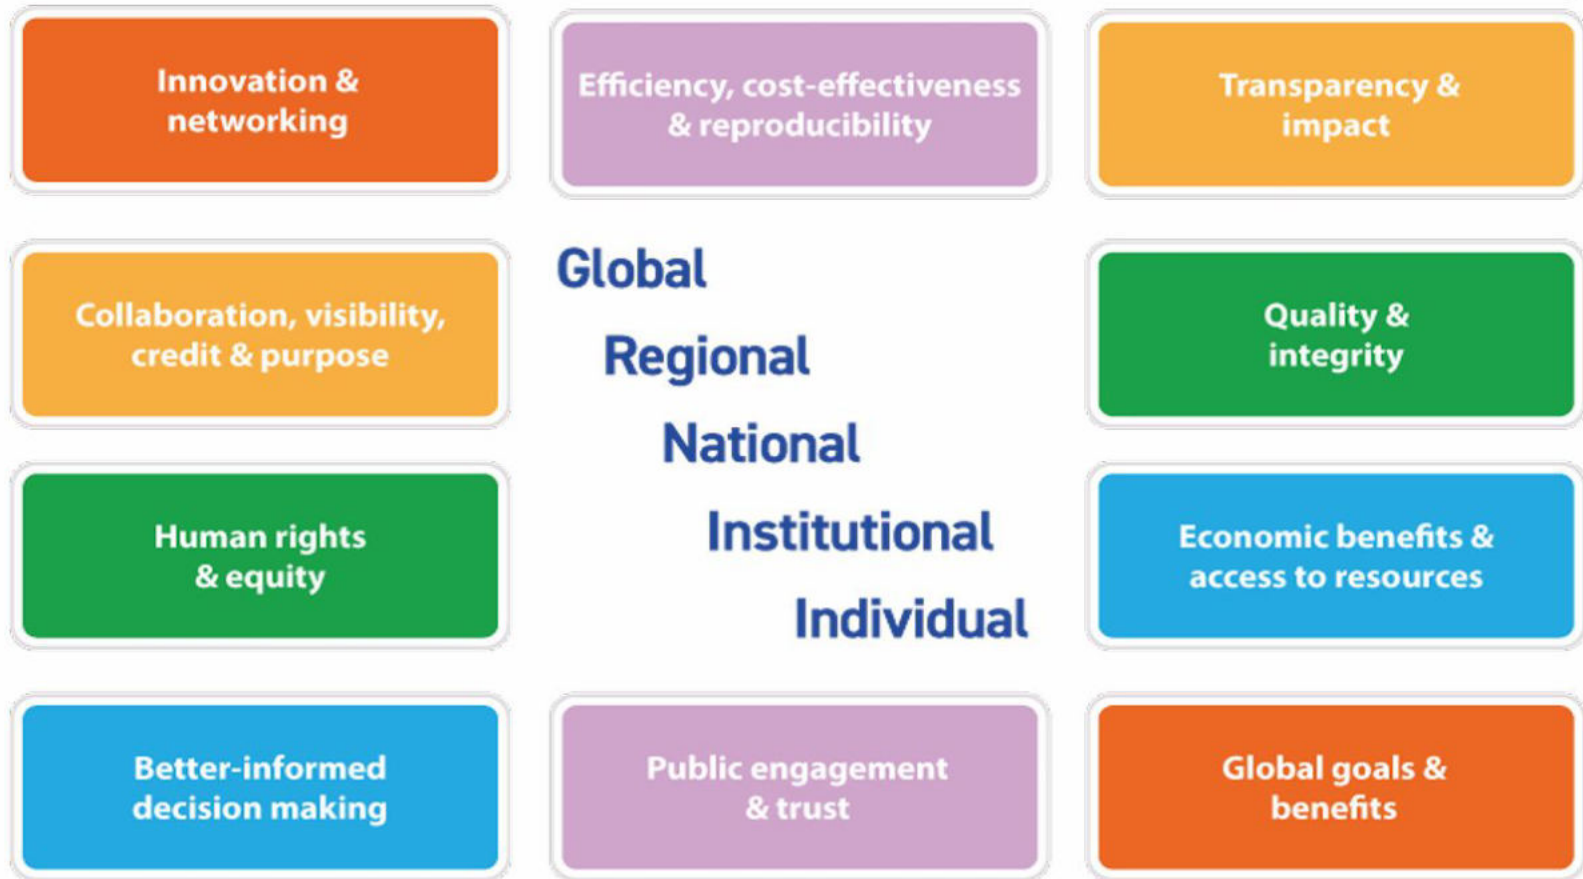 Innovation &
networking
Efficiency, cost-effectiveness
& reproducibility
Transparency &
impact
Collaboration, visibility,
credit & purpose
Global
Regional
National
Institutional
Individual
Quality &
integrity
Human rights
& equity
Economic benefits &
access to resources
Better-informed
decision making
Public engagement
& trust
Global goals &
benefits